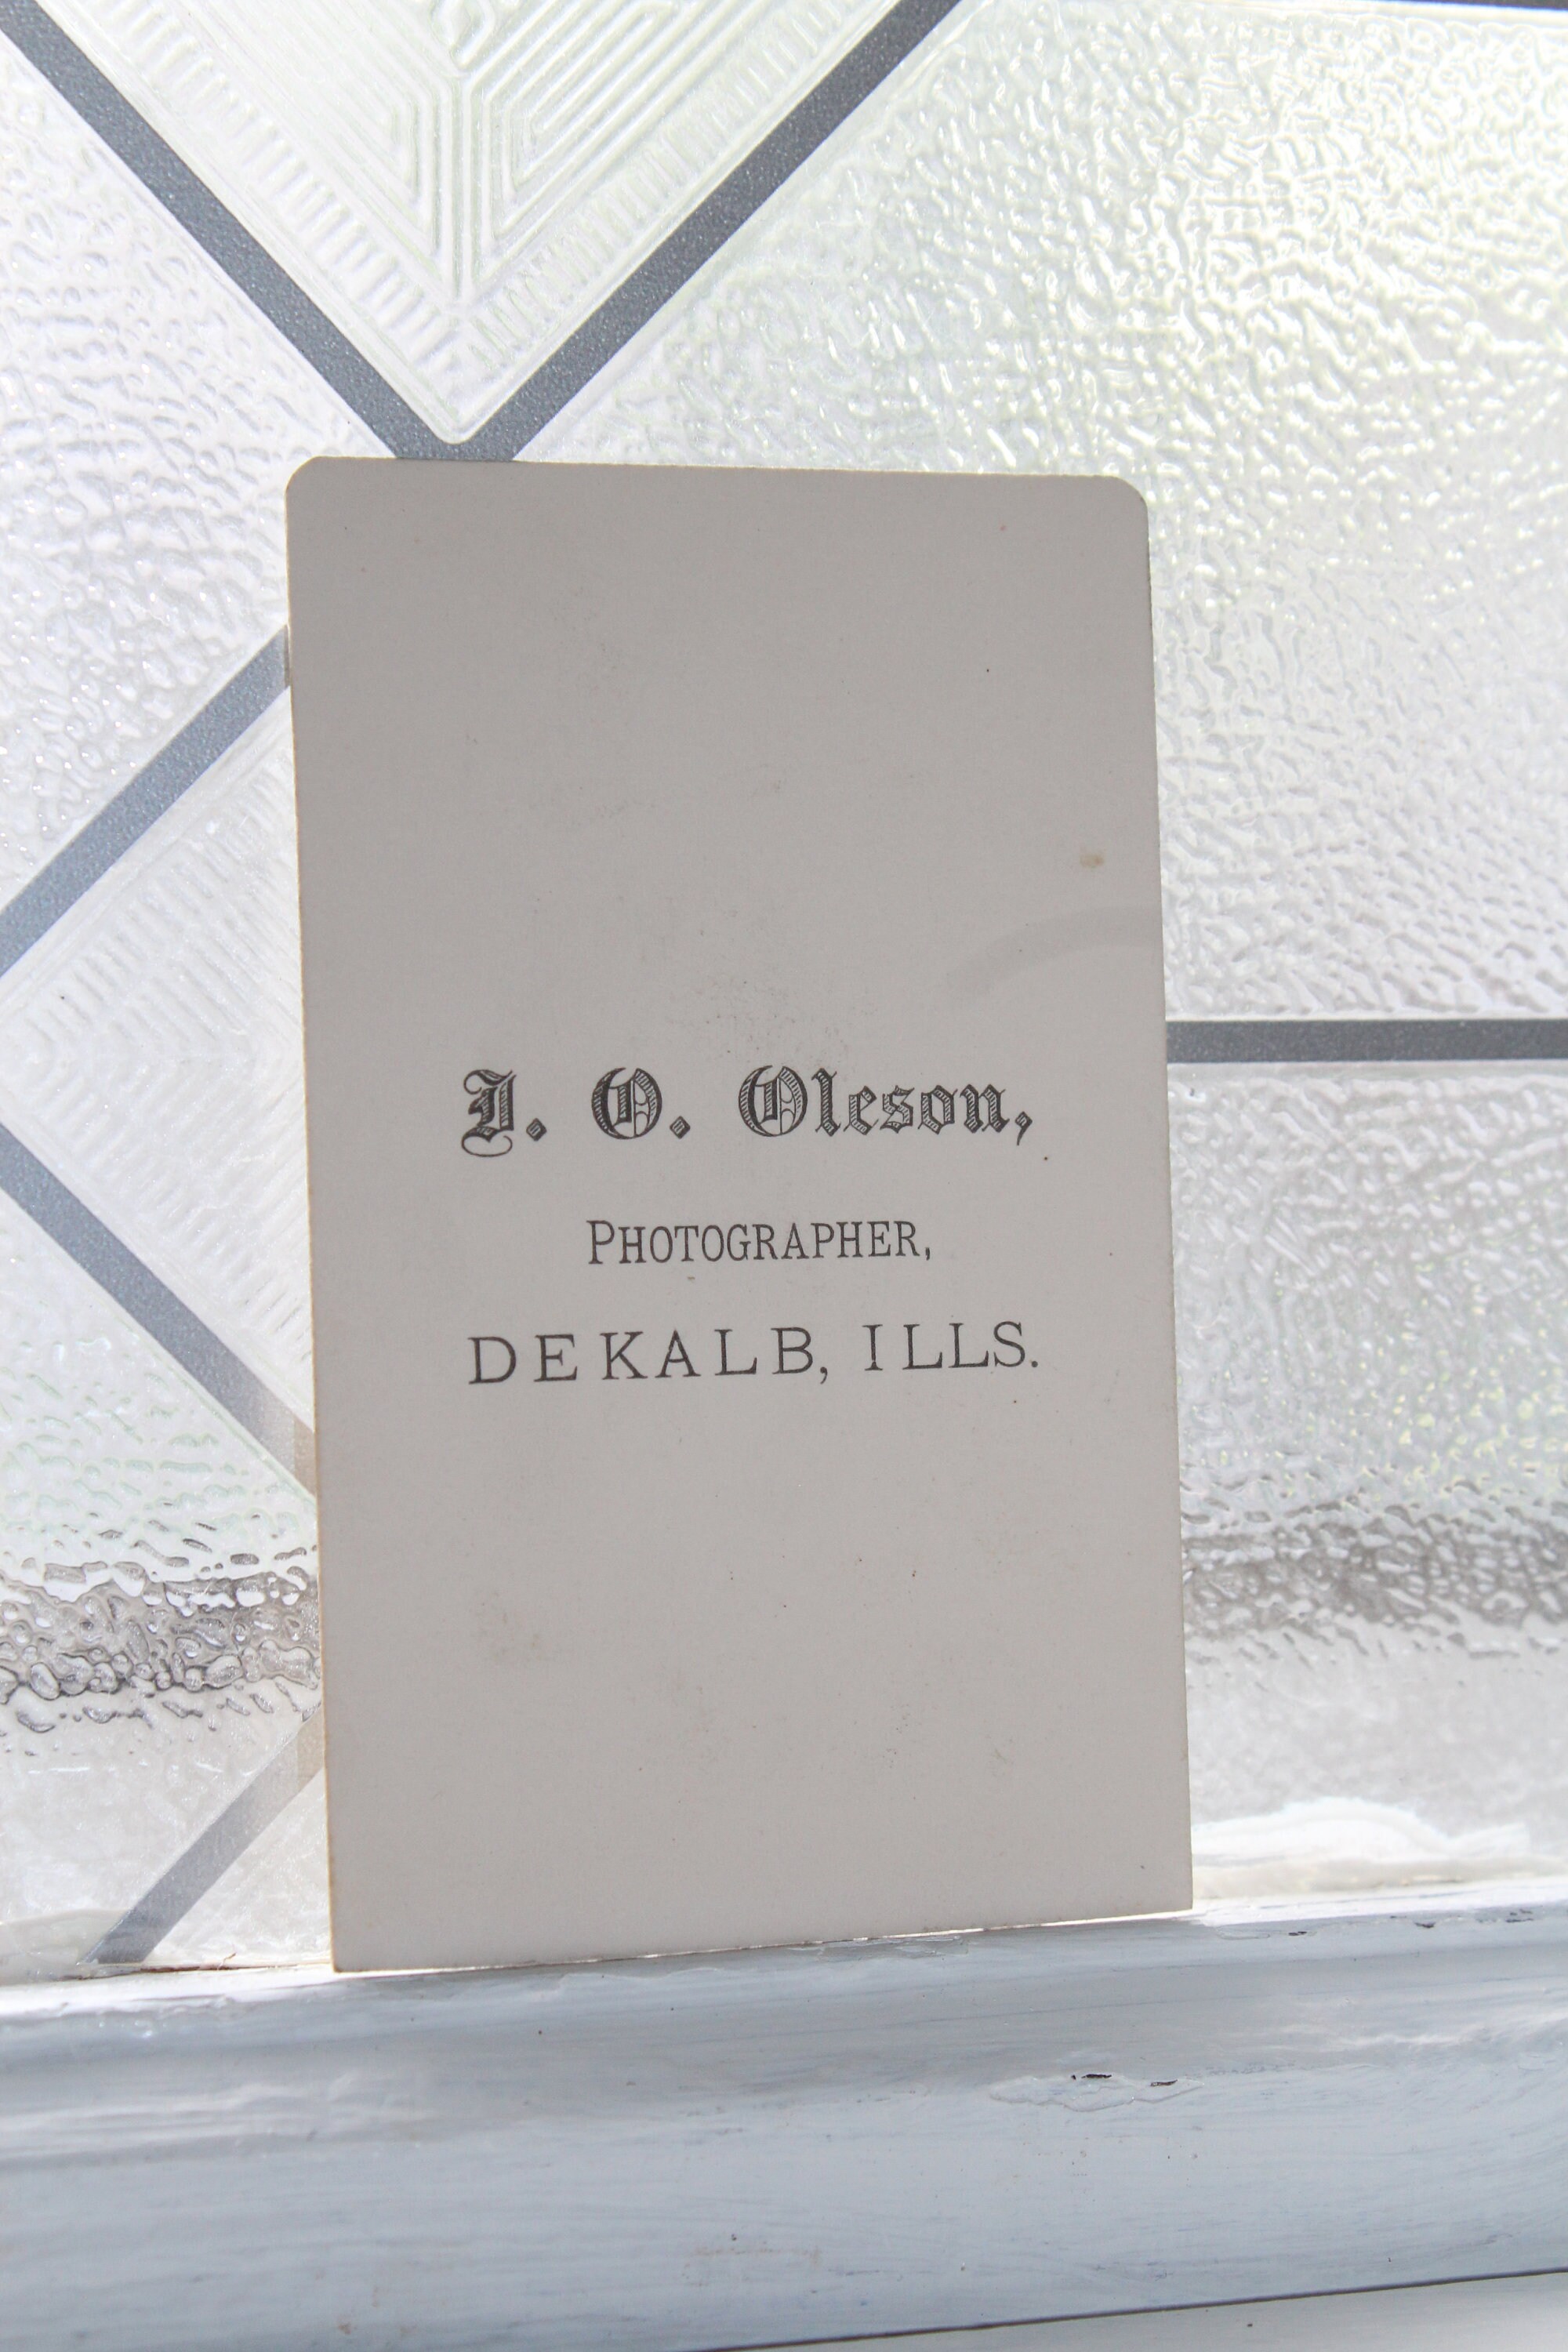 I. O. Oleson,
PHOTOGRAPHER,
DEKALB, ILLS.